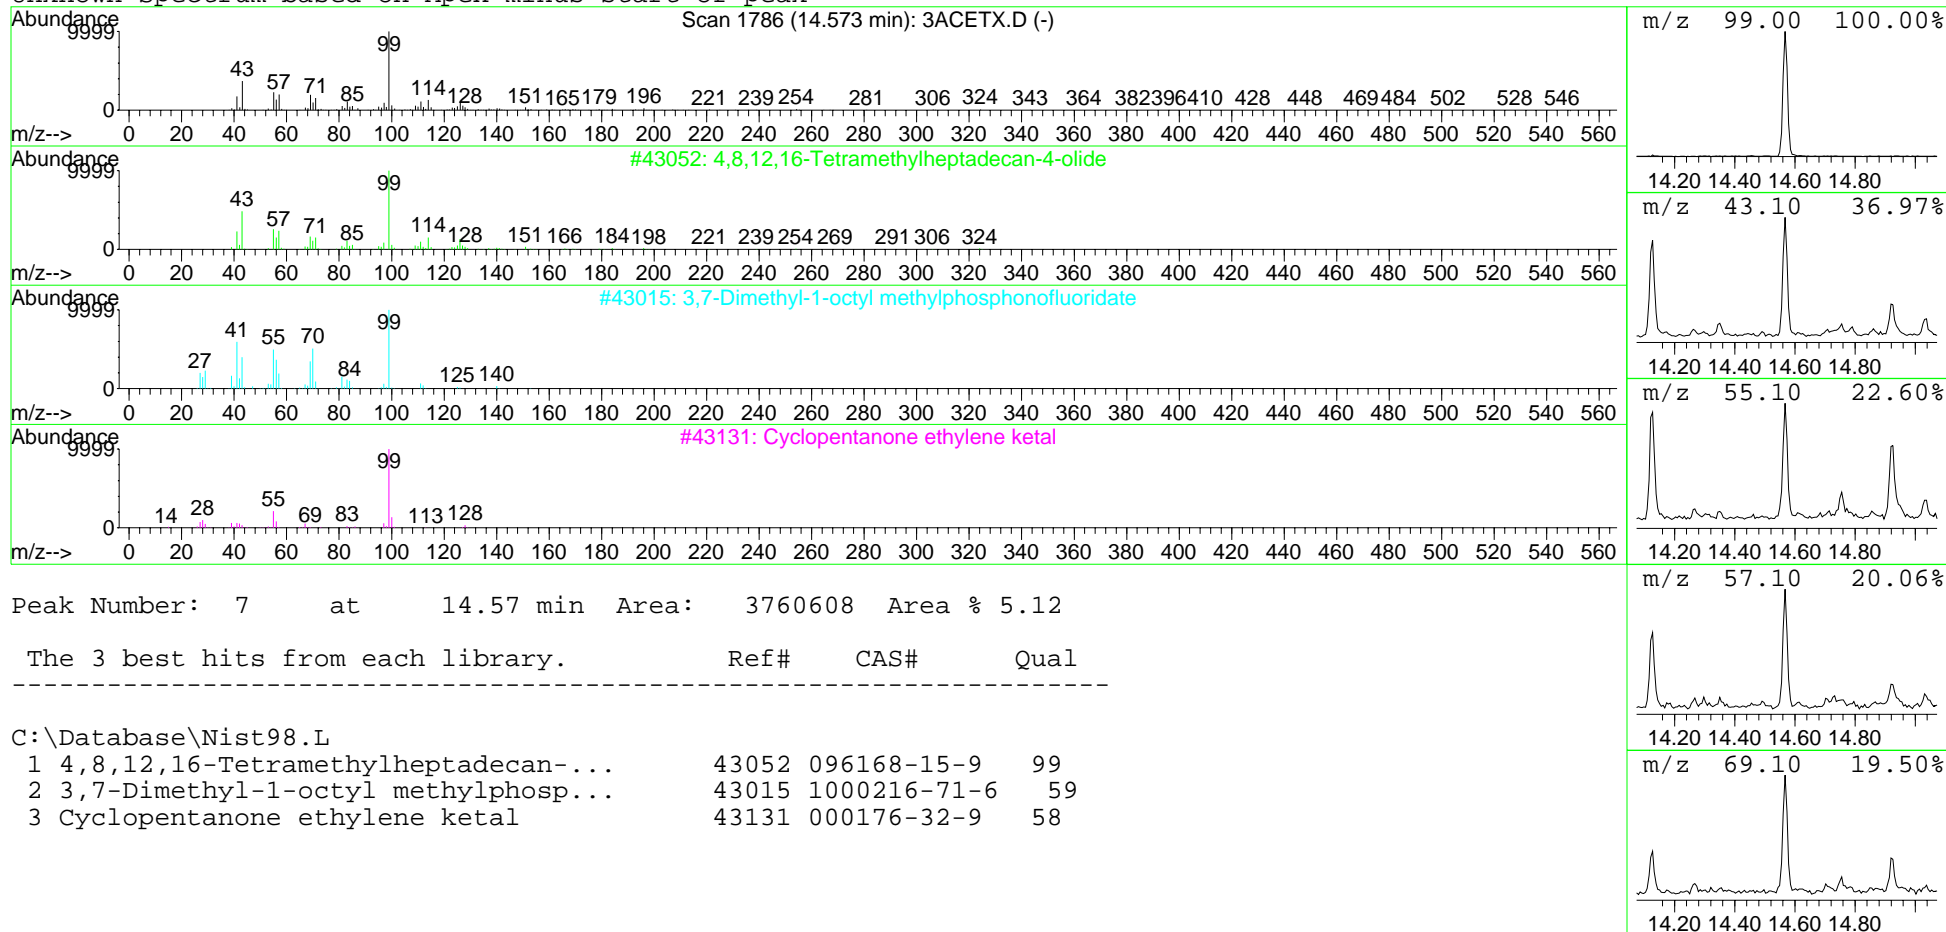 Unknown Spectrum based on Apex minus start of peak
Abundance
Scan 1786 (14.573 min): 3ACETX.D (-)
9999
99
43 57 71 85 114 128 151 165 179 196 221 239 254 281 306 324 343 364 382 396 410 428 448 469 484 502 528 546
0
0 20 40 60 80 100 120 140 160 180 200 220 240 260 280 300 320 340 360 380 400 420 440 460 480 500 520 540 560
m/z-->
Abundance
#43052: 4,8,12,16-Tetramethylheptadecan-4-olide
9999
99
43 57 71 85 114 128 151 166 184 198 221 239 254 269 291 306 324
0
0 20 40 60 80 100 120 140 160 180 200 220 240 260 280 300 320 340 360 380 400 420 440 460 480 500 520 540 560
m/z-->
Abundance
#43015: 3,7-Dimethyl-1-octyl methylphosphonofluoridate
9999
99
27 41 55 70 84 125 140
0
0 20 40 60 80 100 120 140 160 180 200 220 240 260 280 300 320 340 360 380 400 420 440 460 480 500 520 540 560
m/z-->
Abundance
#43131: Cyclopentanone ethylene ketal
9999
99
14 28 55 69 83 113 128
0
0 20 40 60 80 100 120 140 160 180 200 220 240 260 280 300 320 340 360 380 400 420 440 460 480 500 520 540 560
m/z-->
m/z 99.00 100.00%
14.20 14.40 14.60 14.80
m/z 43.10 36.97%
14.20 14.40 14.60 14.80
m/z 55.10 22.60%
14.20 14.40 14.60 14.80
m/z 57.10 20.06%
14.20 14.40 14.60 14.80
m/z 69.10 19.50%
14.20 14.40 14.60 14.80
Peak Number: 7 at 14.57 min Area: 3760608 Area % 5.12
The 3 best hits from each library. Ref# CAS# Qual
---------------------------------------------------------------------
C:\Database\Nist98.L
1 4,8,12,16-Tetramethylheptadecan-... 43052 096168-15-9 99
2 3,7-Dimethyl-1-octyl methylphosp... 43015 1000216-71-6 59
3 Cyclopentanone ethylene ketal 43131 000176-32-9 58